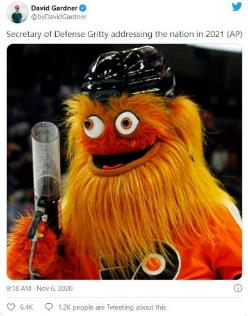 David Gardner
@byDavidGardner
Secretary of Defense Gritty addressing the nation in 2021 (AP)
9:18 AM · Nov 6, 2020
6.4K
1.2K people are Tweeting about this